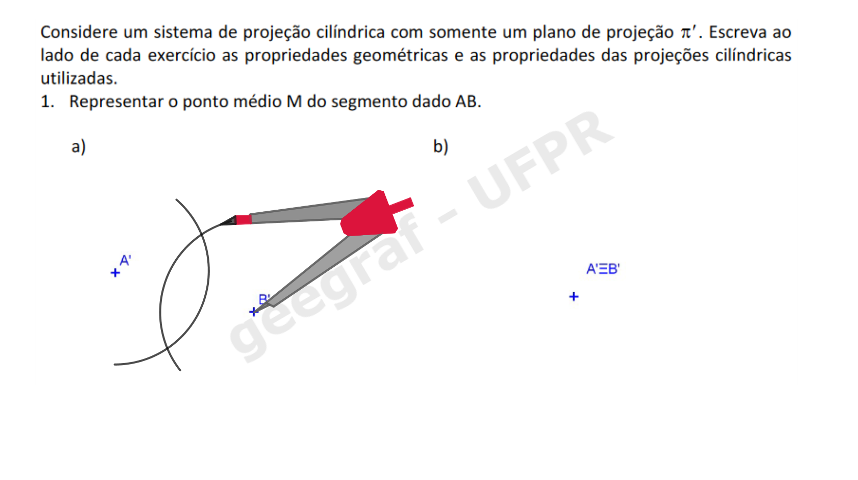 Considere um sistema de projeção cilíndrica com somente um plano de projeção π′. Escreva ao
lado de cada exercício as propriedades geométricas e as propriedades das projeções cilíndricas
utilizadas.
1. Representar o ponto médio M do segmento dado AB.
a)
b)
geegraf - UFPR
A'
B'
A'≡B'